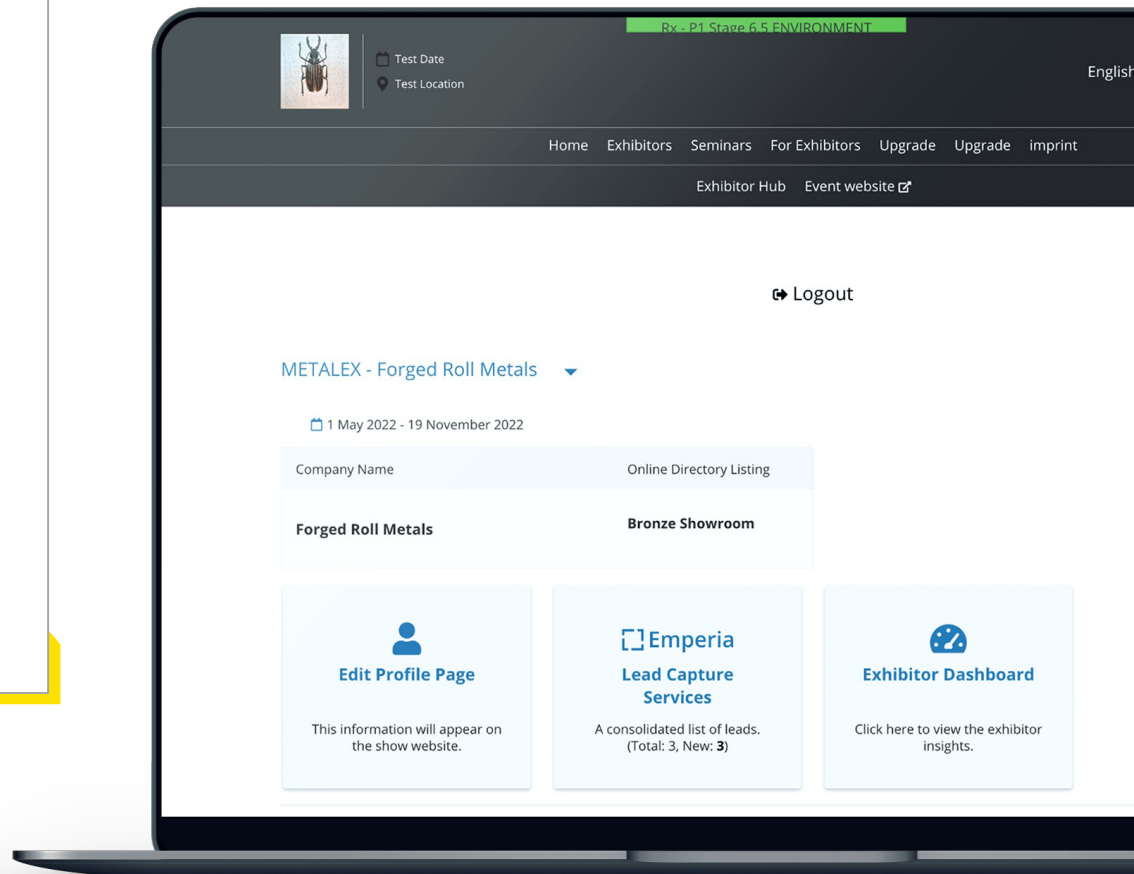 Rx - P1 Stage 6.5 ENVIRONMENT
Test Date
Test Location
English
Home Exhibitors Seminars For Exhibitors Upgrade Upgrade imprint
Exhibitor Hub Event website
Logout
METALEX - Forged Roll Metals
1 May 2022 - 19 November 2022
Company Name Online Directory Listing
Forged Roll Metals Bronze Showroom
Edit Profile Page
This information will appear on
the show website.
Emperia
Lead Capture
Services
A consolidated list of leads.
(Total: 3, New: 3)
Exhibitor Dashboard
Click here to view the exhibitor
insights.